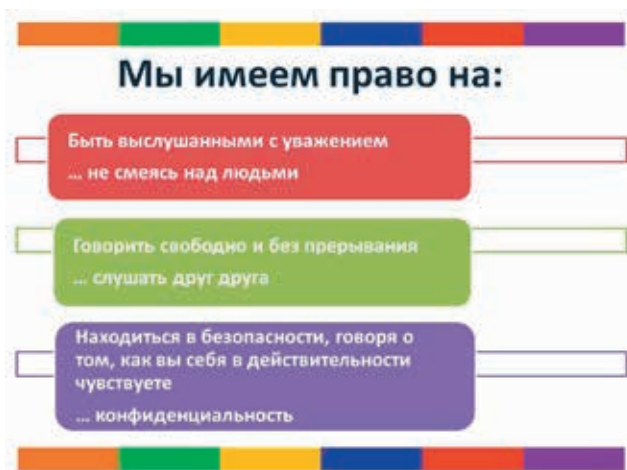 Мы имеем право на:
Быть выслушанными с уважением
... не смеясь над людьми
Говорить свободно и без прерывания
... слушать друг друга
Находиться в безопасности, говоря о
том, как вы себя в действительности
чувствуете
... конфиденциальность